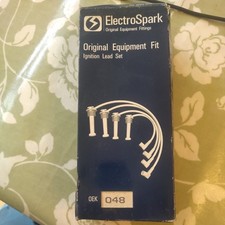 ElectroSpark
Original Equipment Fittings
Original Equipment Fit
Ignition Lead Set
OEK 048